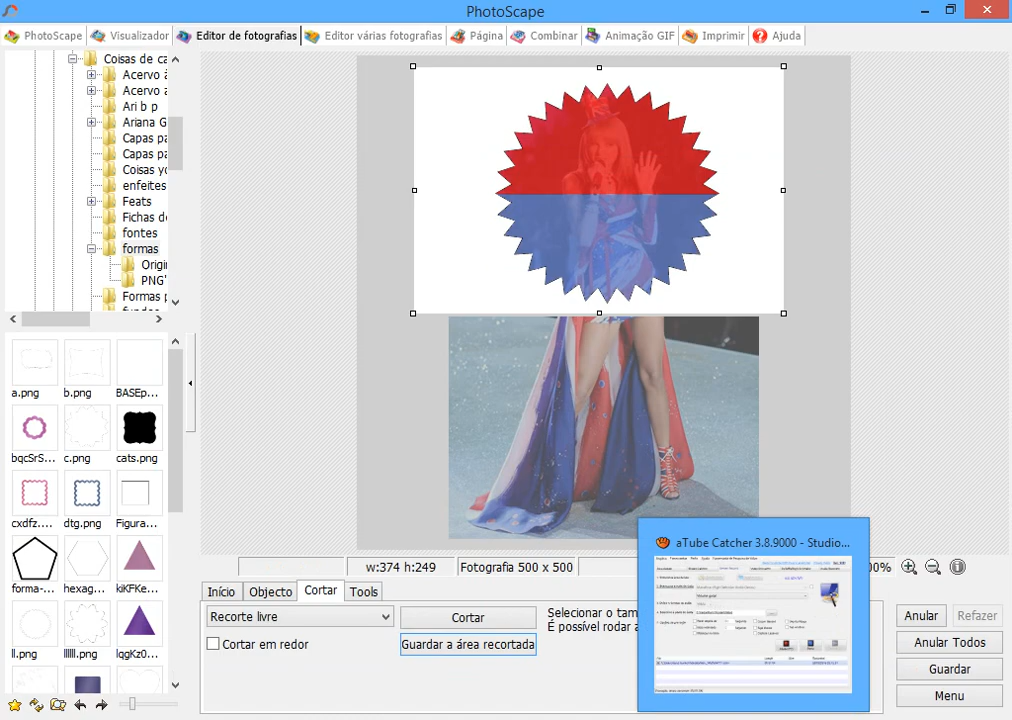 PhotoScape
PhotoScape
Visualizador
Editor de fotografias
Editor várias fotografias
Página
Combinar
Animação GIF
Imprimir
Ajuda
Coisas de ca
Acervo à
Acervo a
Ari b p
Ariana G
Capas pa
Capas pa
Coisas yo
enfeites
Feats
Fichas de
fontes
formas
Origin
PNG'
Formas p
a.png
b.png
BASEp...
bqcSrS...
c.png
cats.png
cxdfz....
dtg.png
Figura...
forma-...
hexag...
kiKFKe...
ll.png
llllll.png
lqgKz0...
w:374 h:249
Fotografia 500 x 500
00%
Início
Objecto
Cortar
Tools
Recorte livre
Cortar
Cortar em redor
Guardar a área recortada
Selecionar o tam
É possível rodar a
aTube Catcher 3.8.9000 - Studio...
Anular
Refazer
Anular Todos
Guardar
Menu